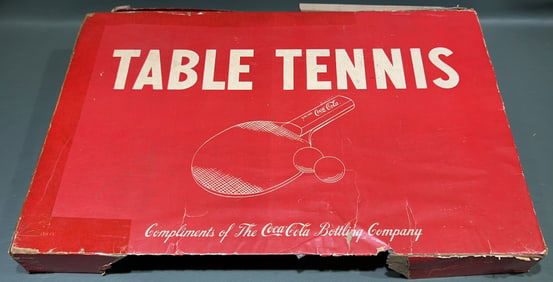 TABLE TENNIS
Coca-Cola
Compliments of The Coca-Cola Bottling Company